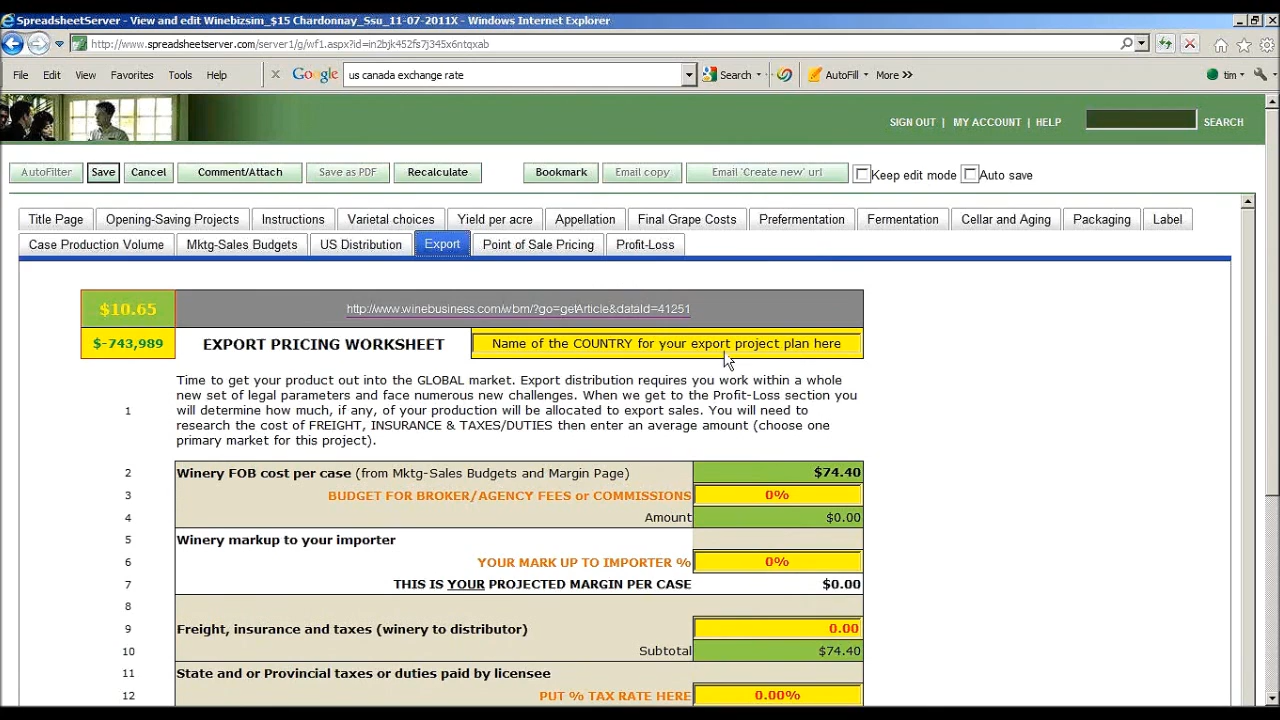 SpreadsheetServer - View and edit Winebizsim_$15 Chardonnay_Ssu_11-07-2011X - Windows Internet Explorer
http://www.spreadsheetserver.com/server1/g/wf1.aspx?id=in2bjk452fs7j345x6ntqxab
File Edit View Favorites Tools Help × Google us canada exchange rate Search AutoFill More >> tim
SIGN OUT | MY ACCOUNT | HELP SEARCH
AutoFilter Save Cancel Comment/Attach Save as PDF Recalculate Bookmark Email copy Email 'Create new' url Keep edit mode Auto save
Title Page Opening-Saving Projects Instructions Varietal choices Yield per acre Appellation Final Grape Costs Prefermentation Fermentation Cellar and Aging Packaging Label
Case Production Volume Mktg-Sales Budgets US Distribution Export Point of Sale Pricing Profit-Loss
$10.65 http://www.winebusiness.com/wbm/?go=getArticle&dataId=41251
$-743,989 EXPORT PRICING WORKSHEET Name of the COUNTRY for your export project plan here
Time to get your product out into the GLOBAL market. Export distribution requires you work within a whole
new set of legal parameters and face numerous new challenges. When we get to the Profit-Loss section you
1 will determine how much, if any, of your production will be allocated to export sales. You will need to
research the cost of FREIGHT, INSURANCE & TAXES/DUTIES then enter an average amount (choose one
primary market for this project).
2 Winery FOB cost per case (from Mktg-Sales Budgets and Margin Page) $74.40
3 BUDGET FOR BROKER/AGENCY FEES or COMMISSIONS 0%
4 Amount $0.00
5 Winery markup to your importer
6 YOUR MARK UP TO IMPORTER % 0%
7 THIS IS YOUR PROJECTED MARGIN PER CASE $0.00
8
9 Freight, insurance and taxes (winery to distributor) 0.00
10 Subtotal $74.40
11 State and or Provincial taxes or duties paid by licensee
12 PUT % TAX RATE HERE 0.00%